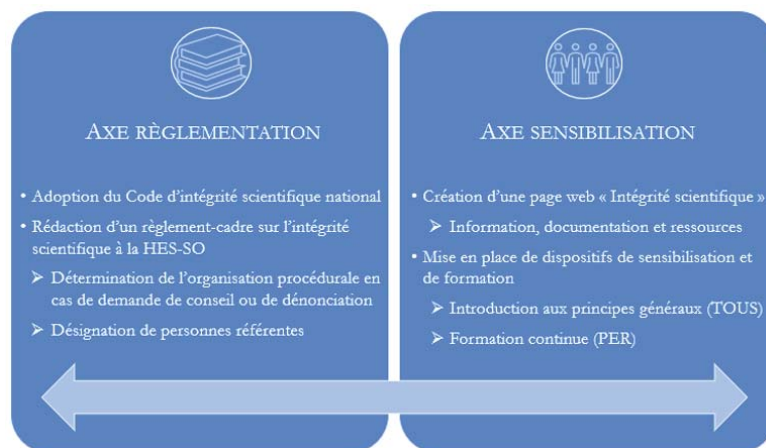 AXE RÈGLEMENTATION
• Adoption du Code d'intégrité scientifique national
• Rédaction d'un règlement-cadre sur l'intégrité
scientifique à la HES-SO
➢ Détermination de l'organisation procédurale en
cas de demande de conseil ou de dénonciation
➢ Désignation de personnes référentes
AXE SENSIBILISATION
• Création d'une page web « Intégrité scientifique »
➢ Information, documentation et ressources
• Mise en place de dispositifs de sensibilisation et
de formation
➢ Introduction aux principes généraux (TOUS)
➢ Formation continue (PER)